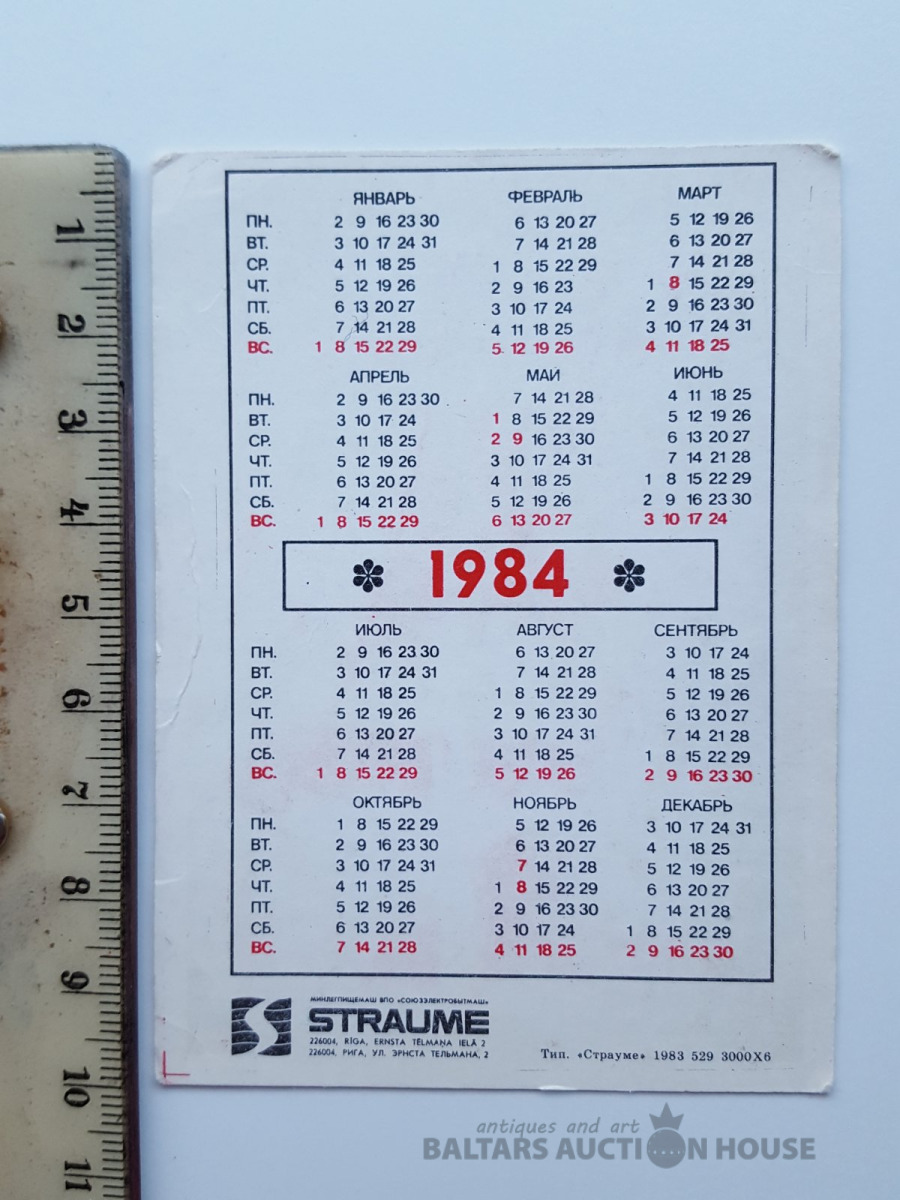 ЯНВАРЬ ФЕВРАЛЬ МАРТ
ПН. 2 9 16 23 30 6 13 20 27 5 12 19 26
ВТ. 3 10 17 24 31 7 14 21 28 6 13 20 27
СР. 4 11 18 25 1 8 15 22 29 7 14 21 28
ЧТ. 5 12 19 26 2 9 16 23 1 8 15 22 29
ПТ. 6 13 20 27 3 10 17 24 2 9 16 23 30
СБ. 7 14 21 28 4 11 18 25 3 10 17 24 31
ВС. 1 8 15 22 29 5 12 19 26 4 11 18 25
АПРЕЛЬ МАЙ ИЮНЬ
ПН. 2 9 16 23 30 7 14 21 28 4 11 18 25
ВТ. 3 10 17 24 1 8 15 22 29 5 12 19 26
СР. 4 11 18 25 2 9 16 23 30 6 13 20 27
ЧТ. 5 12 19 26 3 10 17 24 31 7 14 21 28
ПТ. 6 13 20 27 4 11 18 25 1 8 15 22 29
СБ. 7 14 21 28 5 12 19 26 2 9 16 23 30
ВС. 1 8 15 22 29 6 13 20 27 3 10 17 24
1984
ИЮЛЬ АВГУСТ СЕНТЯБРЬ
ПН. 2 9 16 23 30 6 13 20 27 3 10 17 24
ВТ. 3 10 17 24 31 7 14 21 28 4 11 18 25
СР. 4 11 18 25 1 8 15 22 29 5 12 19 26
ЧТ. 5 12 19 26 2 9 16 23 30 6 13 20 27
ПТ. 6 13 20 27 3 10 17 24 31 7 14 21 28
СБ. 7 14 21 28 4 11 18 25 1 8 15 22 29
ВС. 1 8 15 22 29 5 12 19 26 2 9 16 23 30
ОКТЯБРЬ НОЯБРЬ ДЕКАБРЬ
ПН. 1 8 15 22 29 5 12 19 26 3 10 17 24 31
ВТ. 2 9 16 23 30 6 13 20 27 4 11 18 25
СР. 3 10 17 24 31 7 14 21 28 5 12 19 26
ЧТ. 4 11 18 25 1 8 15 22 29 6 13 20 27
ПТ. 5 12 19 26 2 9 16 23 30 7 14 21 28
СБ. 6 13 20 27 3 10 17 24 1 8 15 22 29
ВС. 7 14 21 28 4 11 18 25 2 9 16 23 30
МИНЛЕГПИЩЕМАШ ВПО «СОЮЗЭЛЕКТРОБЫТМАШ»
STRAUME
226004, RĪGA, ERNSTA TĒLMAŅA IELĀ 2
226004, РИГА, УЛ. ЭРНСТА ТЕЛЬМАНА, 2
Тип. «Страуме» 1983 529 3000X6
1 2 3 4 5 6 7 8 9 10 11
antiques and art
BALTARS AUCTION HOUSE